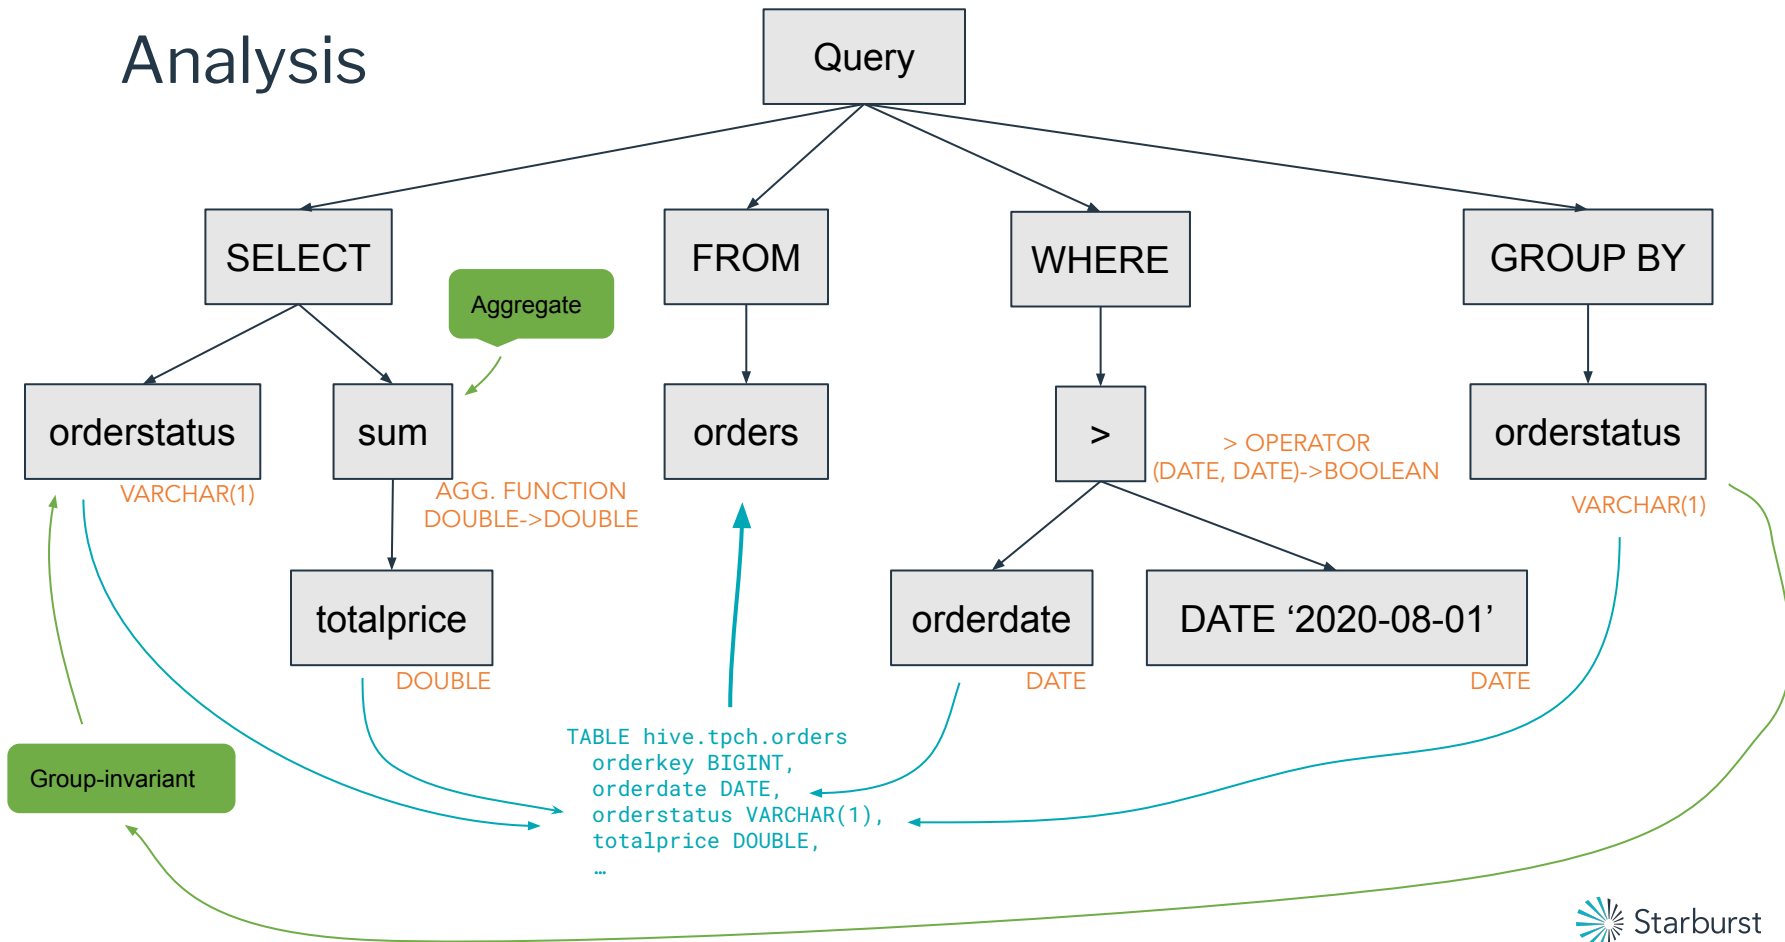 Analysis
Query
SELECT
FROM
WHERE
GROUP BY
Aggregate
orderstatus
sum
orders
>
orderstatus
VARCHAR(1)
AGG. FUNCTION
DOUBLE->DOUBLE
> OPERATOR
(DATE, DATE)->BOOLEAN
VARCHAR(1)
totalprice
orderdate
DATE ‘2020-08-01’
DOUBLE
DATE
DATE
TABLE hive.tpch.orders
orderkey BIGINT,
orderdate DATE,
orderstatus VARCHAR(1),
totalprice DOUBLE,
…
Group-invariant
Starburst